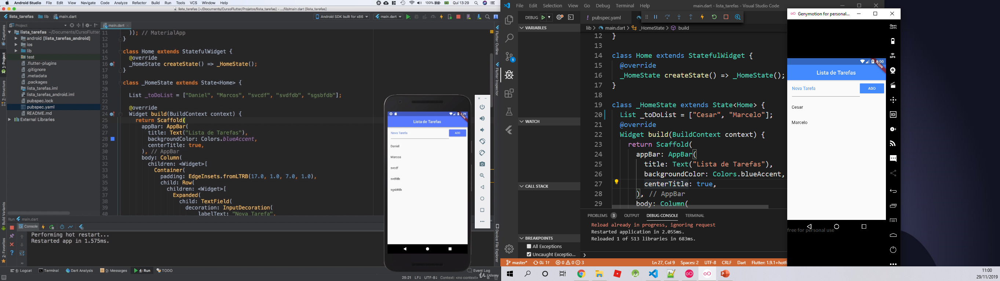 Android Studio File Edit View Navigate Code Analyze Refactor Build Run Tools VCS Window Help 100% Qui 13:29
lista_tarefas [~/Documents/CursoFlutter/Projetos/lista_tarefas] - .../lib/main.dart [lista_tarefas]
lista_tarefas lib main.dart Android SDK built for x86 main.dart
Project main.dart
lista_tarefas ~/Documents/CursoFlutter/
android [lista_tarefas_android]
ios
lib
test
.flutter-plugins
.gitignore
.metadata
.packages
lista_tarefas.iml
lista_tarefas_android.iml
pubspec.lock
pubspec.yaml
README.md
External Libraries
Captures
1: Project
Z: Structure
Build Variants
2: Favorites
11 )); // MaterialApp
12 }
13
14 class Home extends StatefulWidget {
15 @override
16 _HomeState createState() => _HomeState();
17 }
18
19 class _HomeState extends State<Home> {
20
21 List _toDoList = ["Daniel", "Marcos", "svcdf", "svdfdb", "sgsbfdb"];
22
23 @override
24 Widget build(BuildContext context) {
25 return Scaffold(
26 appBar: AppBar(
27 title: Text("Lista de Tarefas"),
28 backgroundColor: Colors.blueAccent,
29 centerTitle: true,
30 ), // AppBar
31 body: Column(
32 children: <Widget>[
33 Container(
34 padding: EdgeInsets.fromLTRB(17.0, 1.0, 7.0, 1.0),
35 child: Row(
36 children: <Widget>[
37 Expanded(
38 child: TextField(
39 decoration: InputDecoration(
40 labelText: "Nova Tarefa",
Flutter Outline
Flutter Inspector
Device File Explorer
Lista de Tarefas
Nova Tarefa ADD
Daniel
Marcos
svcdf
svdfdb
sgsbfdb
Run main.dart
Console
Performing hot restart...
Restarted app in 1.575ms.
6: Logcat Terminal Dart Analysis 0: Messages 4: Run TODO Event Log
25:21 LF UTF-8 Context: <no context>
Udemy
File Edit Selection View Go Debug Terminal Help main.dart - lista_tarefas - Visual Studio Code
DEBUG pubspec.yaml
VARIABLES
WATCH
CALL STACK
BREAKPOINTS
All Exceptions
Uncaught Exceptio...
1
lib > main.dart > _HomeState > build
12 }
13
14 class Home extends StatefulWidget {
15 @override
16 _HomeState createState() => _HomeState();
17 }
18
19 class _HomeState extends State<Home> {
20 List _toDoList = ["Cesar", "Marcelo"];
21 @override
22 Widget build(BuildContext context) {
23 return Scaffold(
24 appBar: AppBar(
25 title: Text("Lista de Tarefas"),
26 backgroundColor: Colors.blueAccent,
27 centerTitle: true,
28 ), // AppBar
29 body: Column(
PROBLEMS 3 OUTPUT DEBUG CONSOLE TERMINAL
Reload already in progress, ignoring request
Restarted application in 2.055ms.
Reloaded 1 of 513 libraries in 683ms.
master* 0↓ 1↑ 0 0 3 Ln 27, Col 9 Spaces: 2 UTF-8 CRLF Dart Flutter: 1.9.1+hotfi
Genymotion for personal...
Open GAPPS
GPS
ID
Lista de Tarefas
Nova Tarefa ADD
Cesar
Marcelo
free for personal use
11:00
29/11/2019